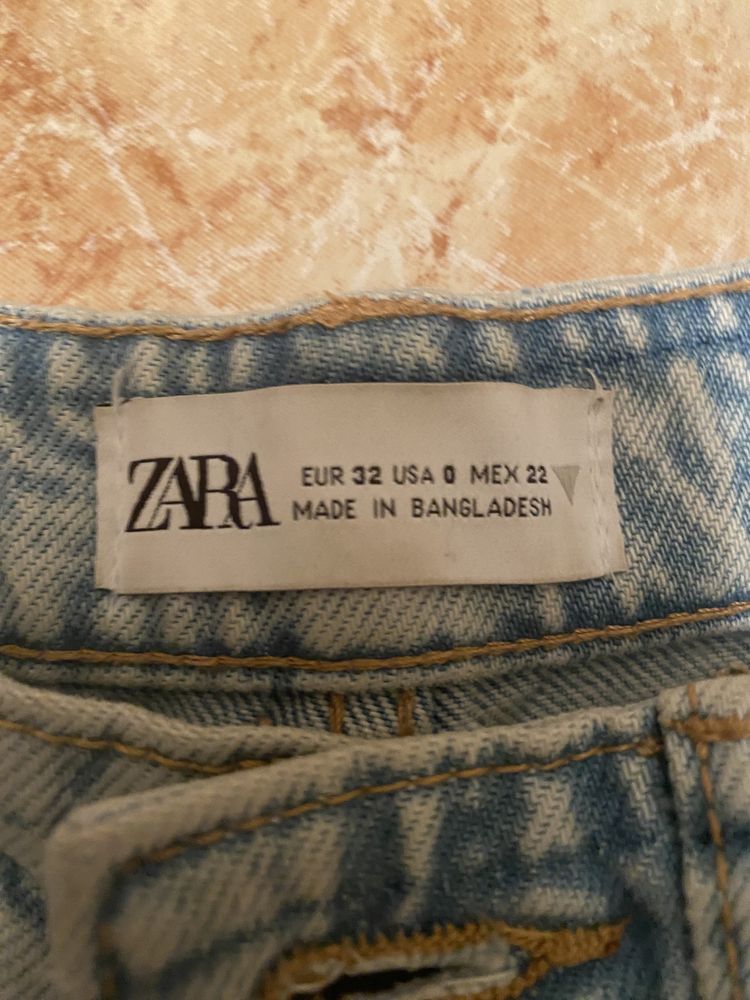 ZARA
EUR 32 USA 0 MEX 22
MADE IN BANGLADESH